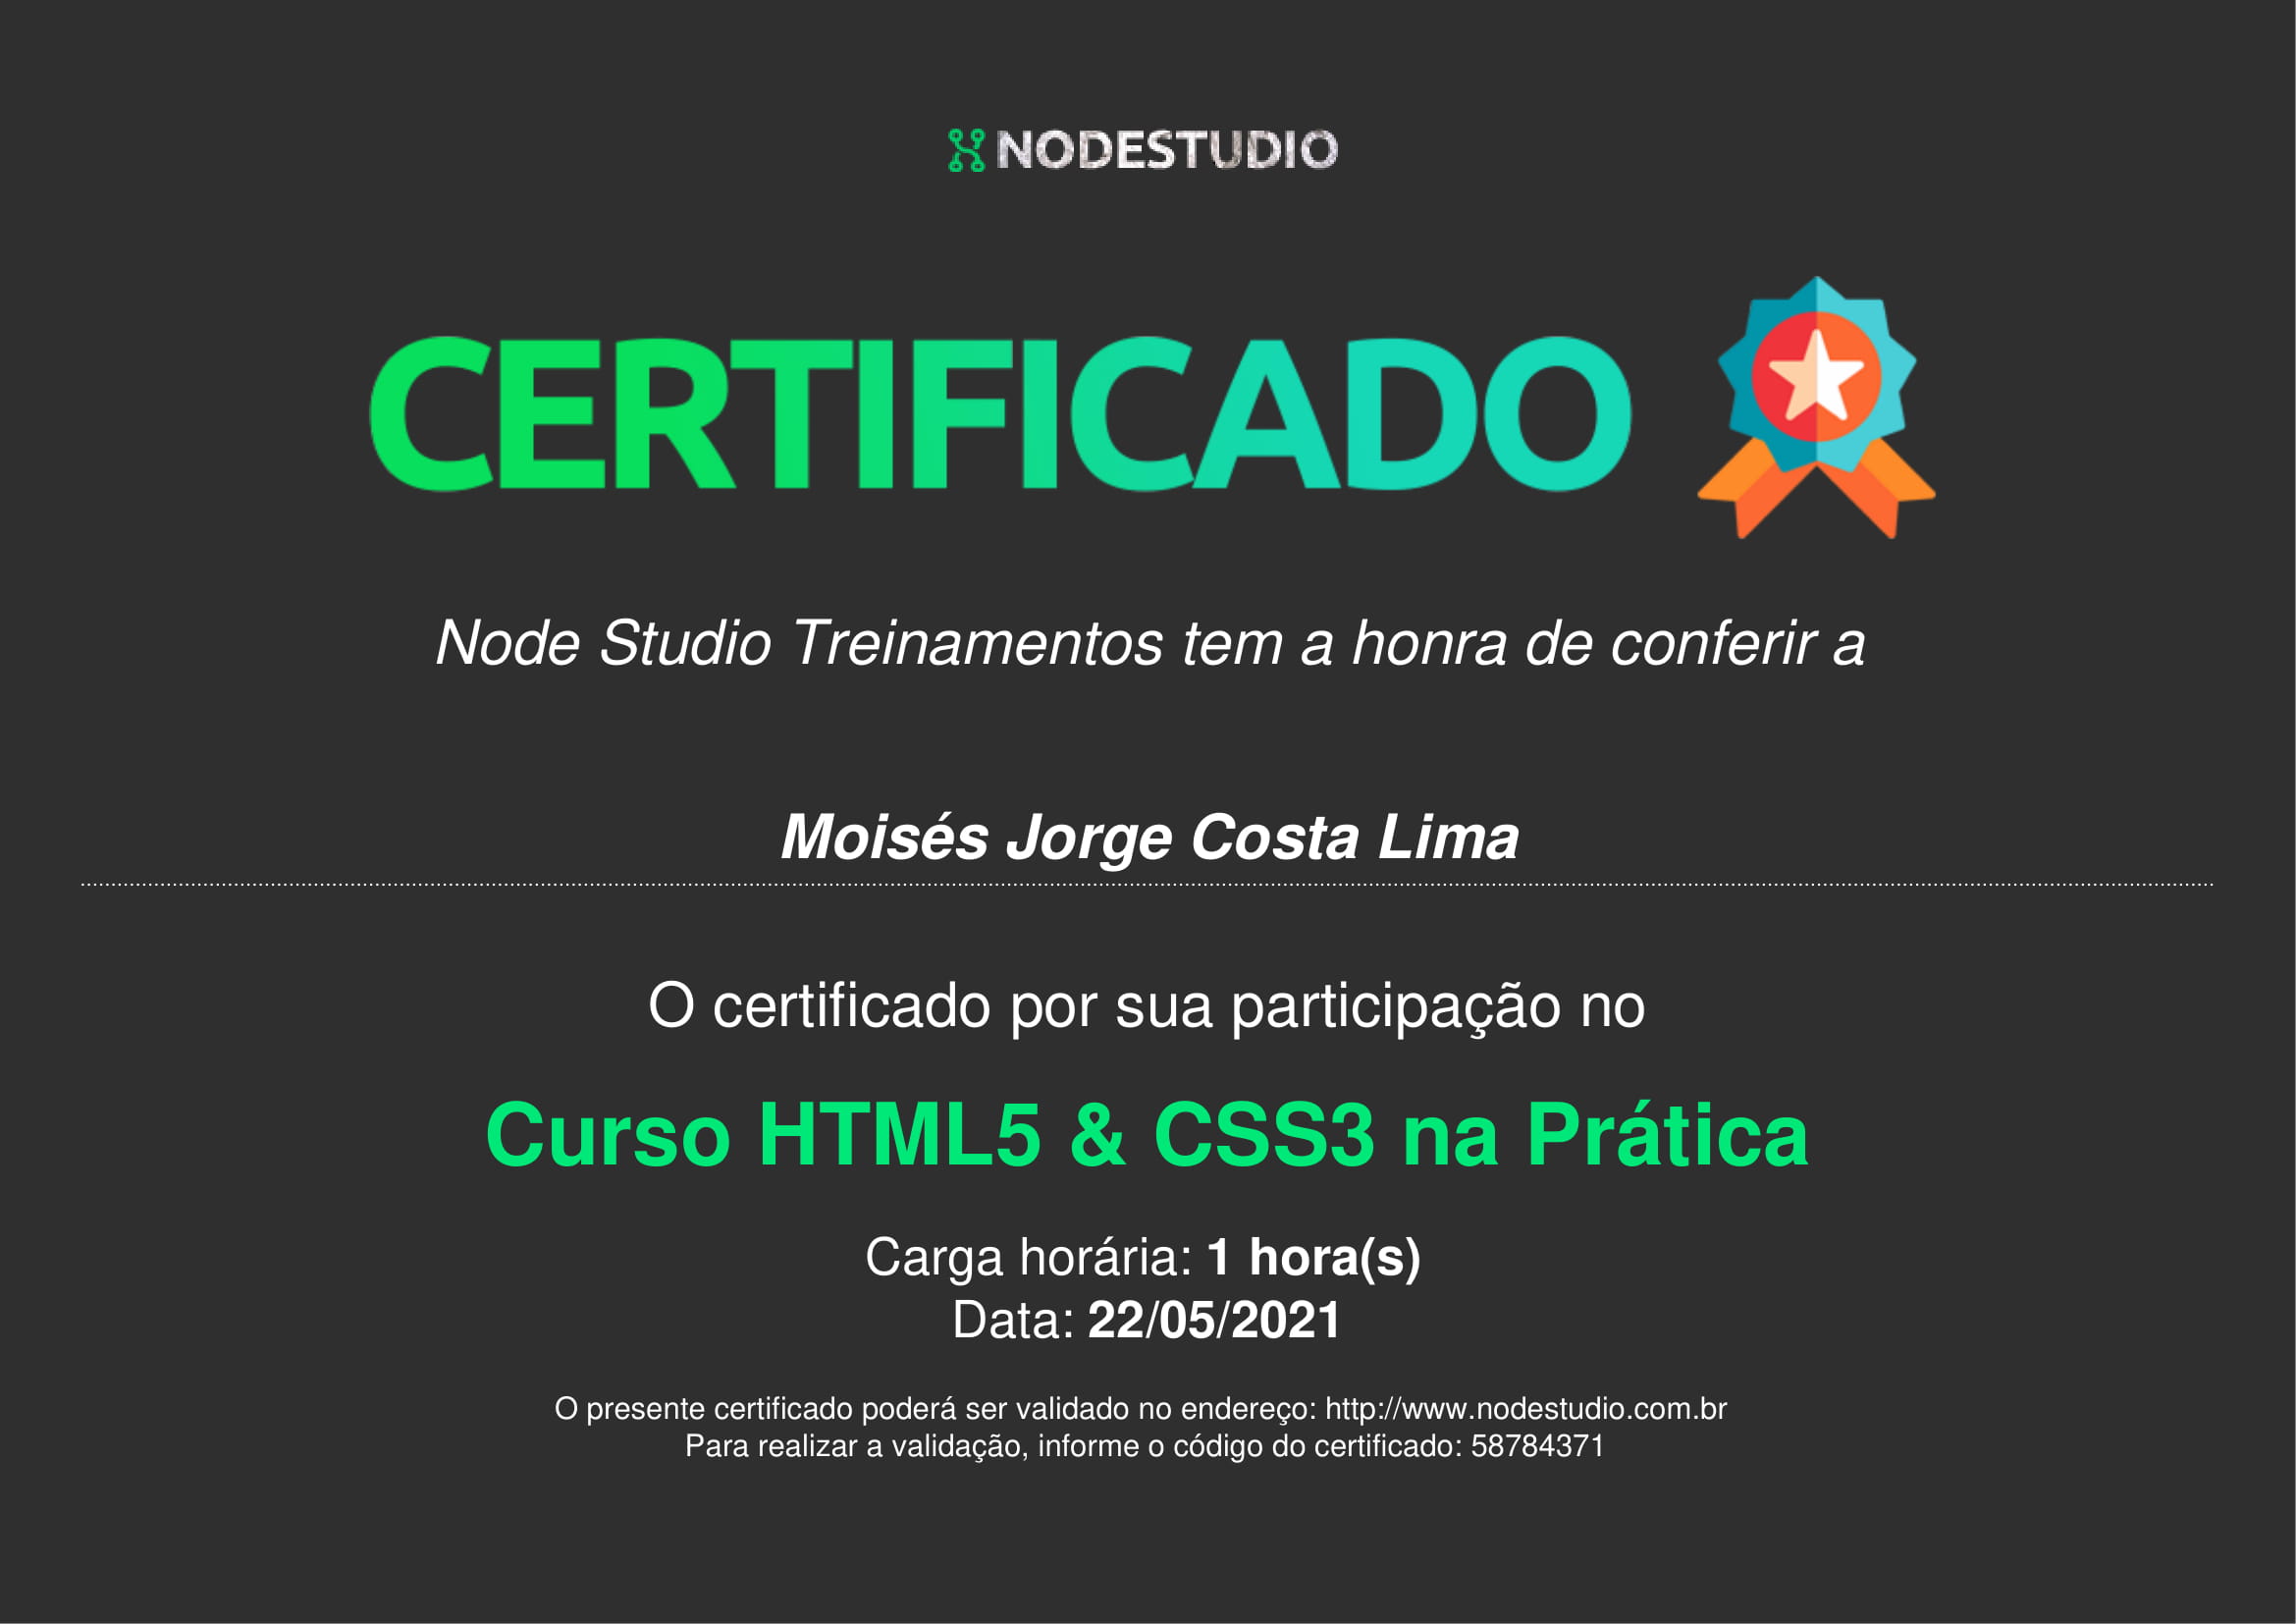 NODESTUDIO
CERTIFICADO
Node Studio Treinamentos tem a honra de conferir a
Moisés Jorge Costa Lima
O certificado por sua participação no
Curso HTML5 & CSS3 na Prática
Carga horária: 1 hora(s)
Data: 22/05/2021
O presente certificado poderá ser validado no endereço: http://www.nodestudio.com.br
Para realizar a validação, informe o código do certificado: 58784371